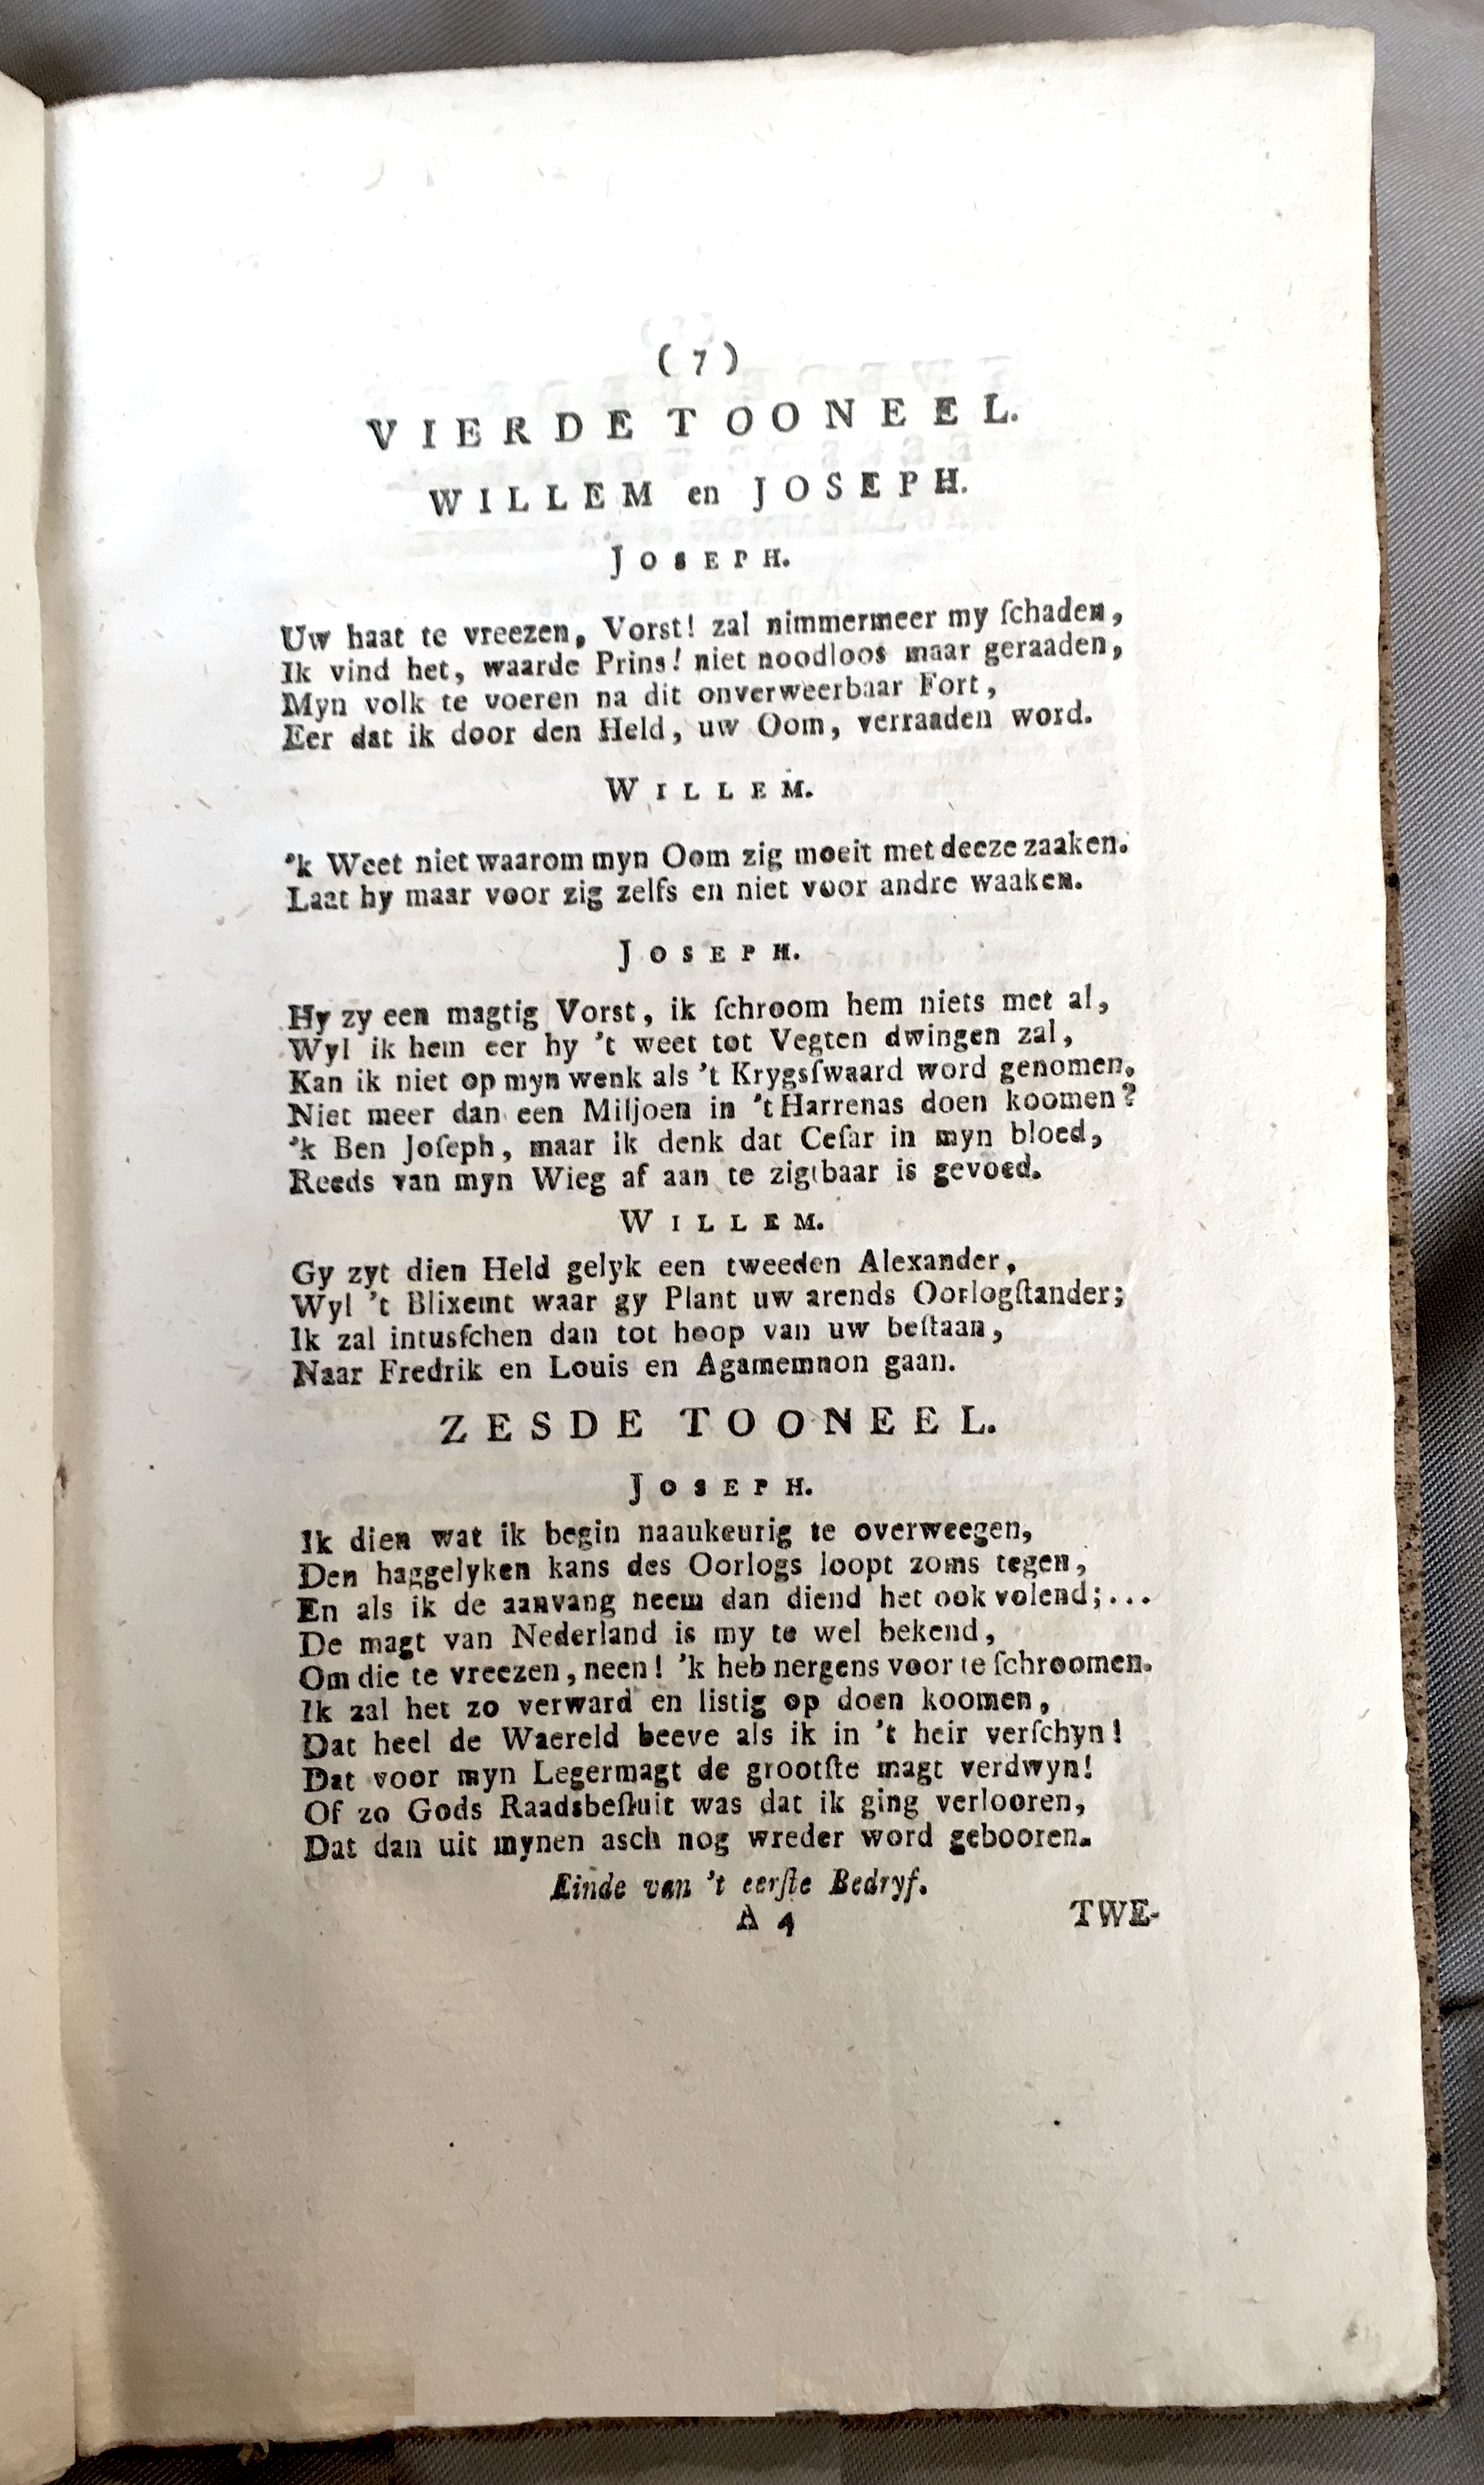 ( 7 )
VIERDE TOONEEL.
WILLEM en JOSEPH.
JOSEPH.
Uw haat te vreezen, Vorst! zal nimmermeer my ſchaden,
Ik vind het, waarde Prins! niet noodloos maar geraaden,
Myn volk te voeren na dit onverweerbaar Fort,
Eer dat ik door den Held, uw Oom, verraaden word.
WILLEM.
'k Weet niet waarom myn Oom zig moeit met deeze zaaken.
Laat hy maar voor zig zelfs en niet voor andre waaken.
JOSEPH.
Hy zy een magtig Vorst, ik ſchroom hem niets met al,
Wyl ik hem eer hy 't weet tot Vegten dwingen zal,
Kan ik niet op myn wenk als 't Krygsſwaard word genomen,
Niet meer dan een Miljoen in 't Harrenas doen koomen?
'k Ben Joſeph, maar ik denk dat Ceſar in myn bloed,
Reeds van myn Wieg af aan te zigtbaar is gevoed.
WILLEM.
Gy zyt dien Held gelyk een tweeden Alexander,
Wyl 't Blixemt waar gy Plant uw arends Oorlogſtander;
Ik zal intusſchen dan tot hoop van uw beſtaan,
Naar Fredrik en Louis en Agamemnon gaan.
ZESDE TOONEEL.
JOSEPH.
Ik dien wat ik begin naaukeurig te overweegen,
Den haggelyken kans des Oorlogs loopt zoms tegen,
En als ik de aanvang neem dan diend het ook volend;...
De magt van Nederland is my te wel bekend,
Om die te vreezen, neen! 'k heb nergens voor te ſchroomen.
Ik zal het zo verward en listig op doen koomen,
Dat heel de Waereld beeve als ik in 't heir verſchyn!
Dat voor myn Legermagt de grootſte magt verdwyn!
Of zo Gods Raadsbeſluit was dat ik ging verlooren,
Dat dan uit mynen asch nog wreder word gebooren.
Einde van 't eerſte Bedryf.
A 4 TWE-